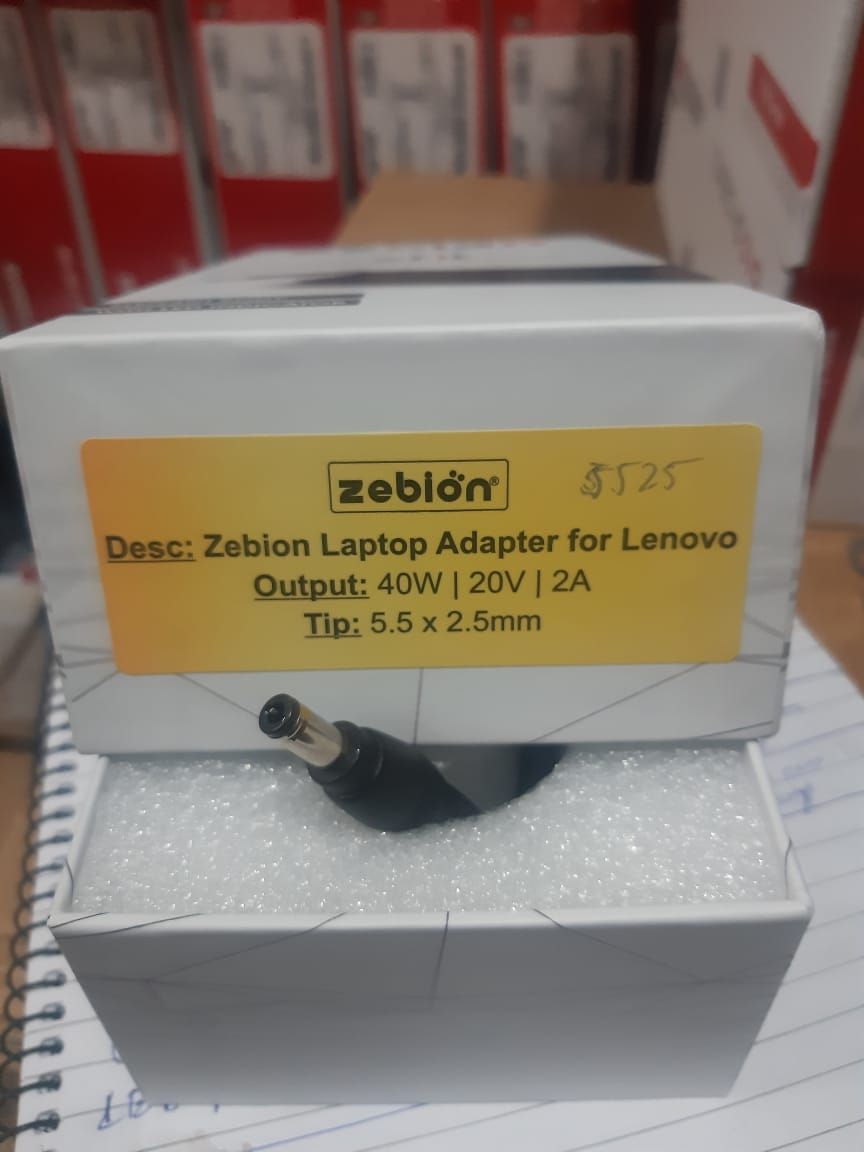 zebion®
5525
Desc: Zebion Laptop Adapter for Lenovo
Output: 40W | 20V | 2A
Tip: 5.5 x 2.5mm